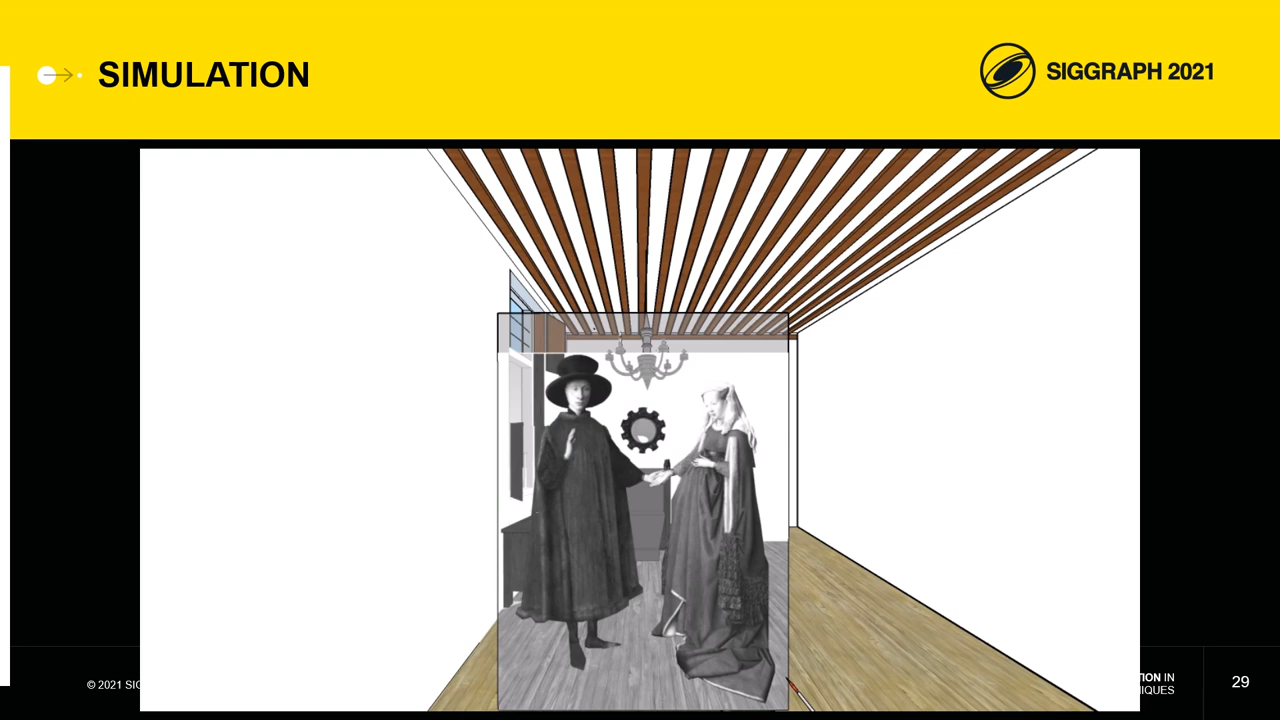 SIMULATION
SIGGRAPH 2021
© 2021 SIG
TION IN
IQUES
29